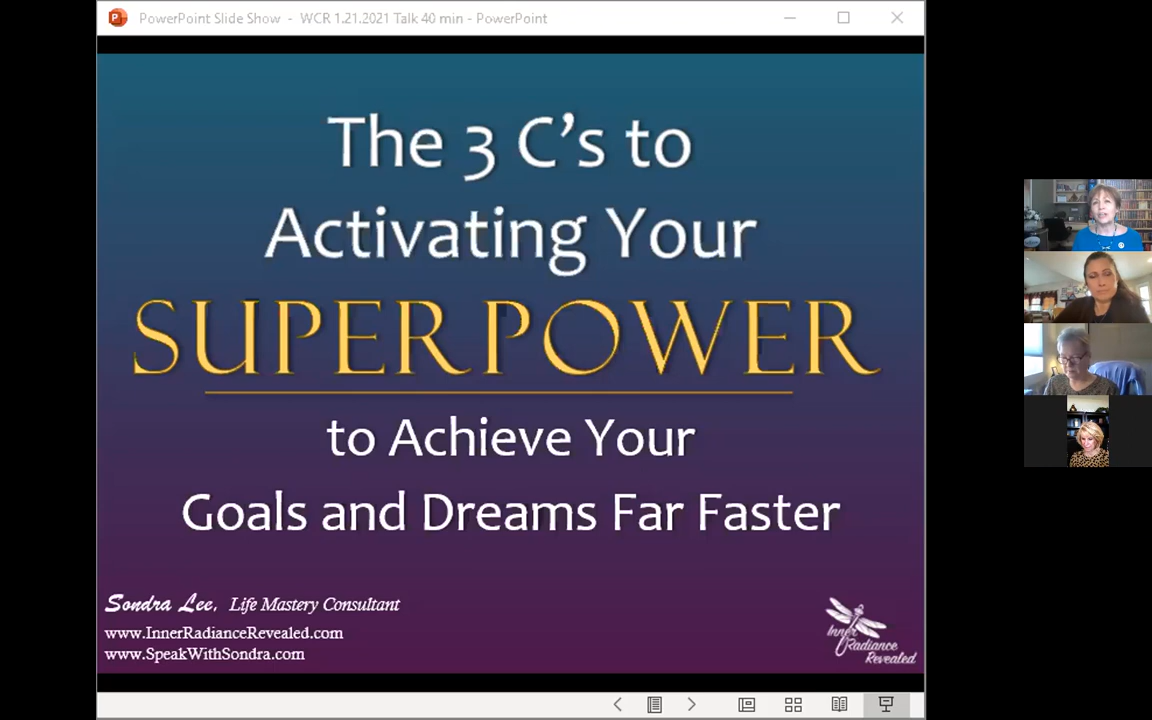 PowerPoint Slide Show - WCR 1.21.2021 Talk 40 min - PowerPoint
The 3 C's to
Activating Your
SUPERPOWER
to Achieve Your
Goals and Dreams Far Faster
Sondra Lee, Life Mastery Consultant
www.InnerRadianceRevealed.com
www.SpeakWithSondra.com
Inner
Radiance
Revealed